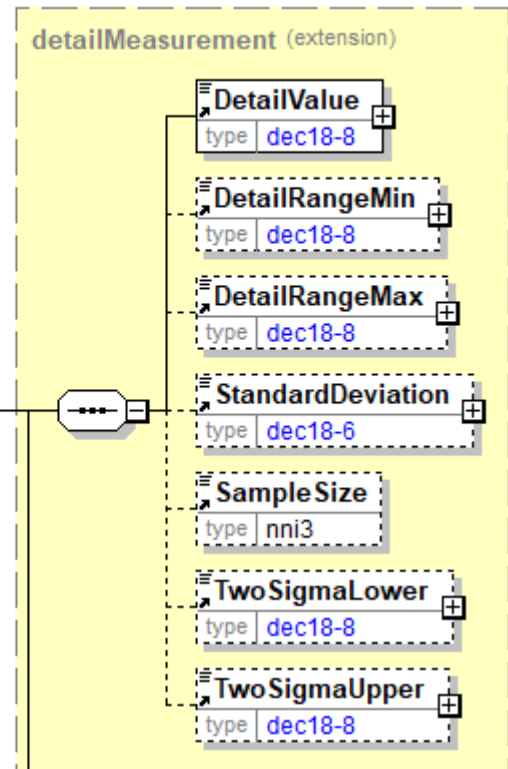 detailMeasurement (extension)
DetailValue
type dec18-8
DetailRangeMin
type dec18-8
DetailRangeMax
type dec18-8
StandardDeviation
type dec18-6
SampleSize
type nni3
TwoSigmaLower
type dec18-8
TwoSigmaUpper
type dec18-8